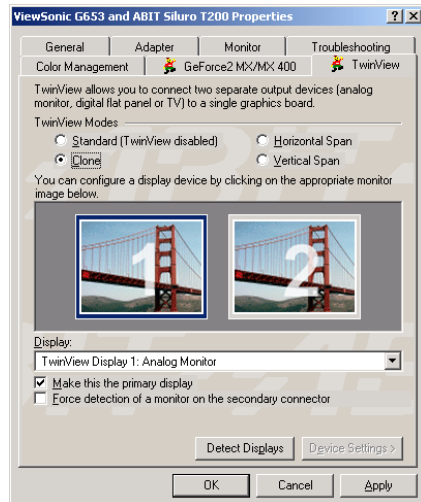 ViewSonic G653 and ABIT Siluro T200 Properties
General Adapter Monitor Troubleshooting
Color Management GeForce2 MX/MX 400 TwinView
TwinView allows you to connect two separate output devices (analog
monitor, digital flat panel or TV) to a single graphics board.
TwinView Modes
Standard (TwinView disabled) Horizontal Span
Clone Vertical Span
You can configure a display device by clicking on the appropriate monitor
image below.
1 2
Display:
TwinView Display 1: Analog Monitor
Make this the primary display
Force detection of a monitor on the secondary connector
Detect Displays Device Settings >
OK Cancel Apply